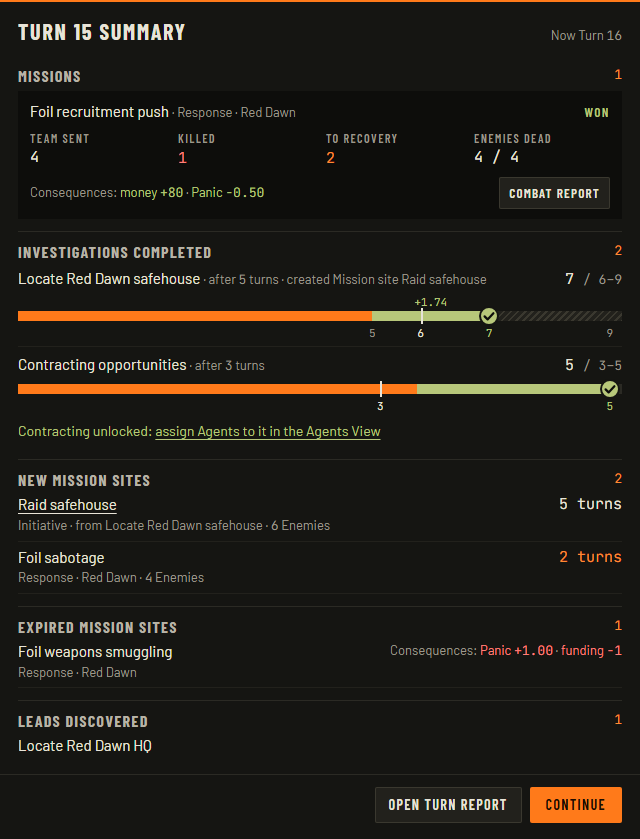 TURN 15 SUMMARY
Now Turn 16
MISSIONS
1
Foil recruitment push · Response · Red Dawn
WON
TEAM SENT
KILLED
TO RECOVERY
ENEMIES DEAD
4
1
2
4 / 4
Consequences: money +80 · Panic -0.50
COMBAT REPORT
INVESTIGATIONS COMPLETED
2
Locate Red Dawn safehouse · after 5 turns · created Mission site Raid safehouse
7 / 6–9
+1.74
5
6
7
9
Contracting opportunities · after 3 turns
5 / 3–5
3
5
Contracting unlocked: assign Agents to it in the Agents View
NEW MISSION SITES
2
Raid safehouse
5 turns
Initiative · from Locate Red Dawn safehouse · 6 Enemies
Foil sabotage
2 turns
Response · Red Dawn · 4 Enemies
EXPIRED MISSION SITES
1
Foil weapons smuggling
Consequences: Panic +1.00 · funding -1
Response · Red Dawn
LEADS DISCOVERED
1
Locate Red Dawn HQ
OPEN TURN REPORT
CONTINUE